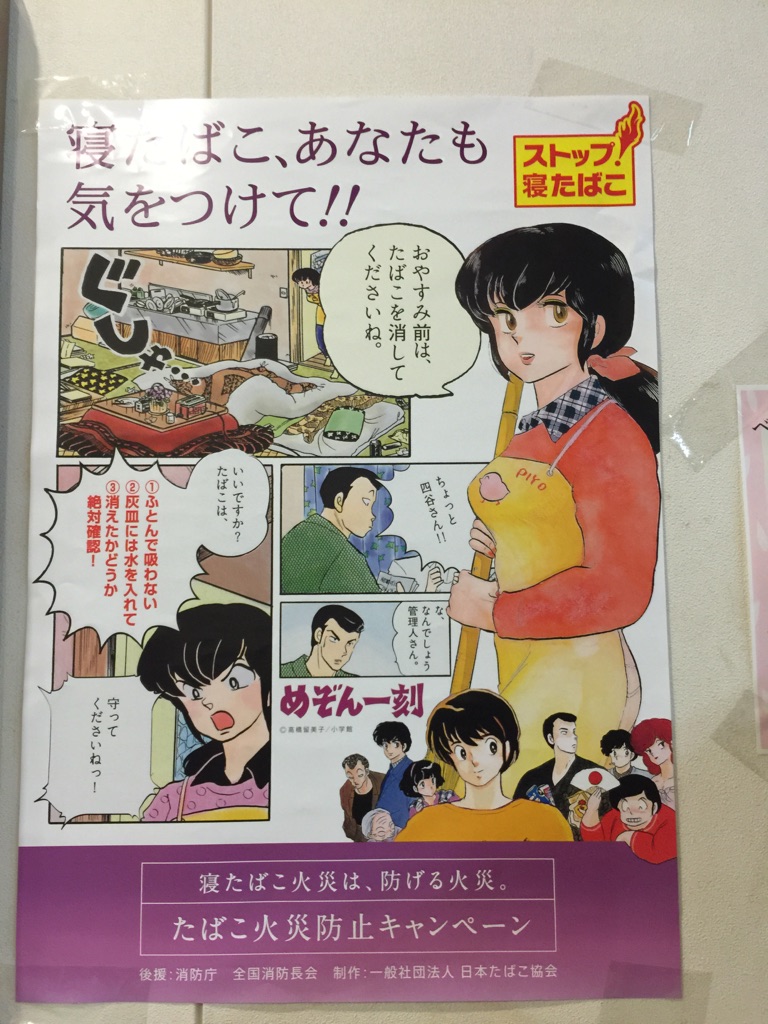 寝たばこ、あなたも
気をつけて!!
ストップ!
寝たばこ
おやすみ前は、
たばこを消して
くださいね。
ぐしゃ…
ちょっと
四谷さん!!
な、
なんでしょう
管理人さん。
いいですか?
たばこは、
①ふとんで吸わない
②灰皿には水を入れて
③消えたかどうか
絶対確認!
守って
くださいねっ!
PIYO
めぞん一刻
©高橋留美子/小学館
寝たばこ火災は、防げる火災。
たばこ火災防止キャンペーン
後援:消防庁 全国消防長会 制作:一般社団法人 日本たばこ協会